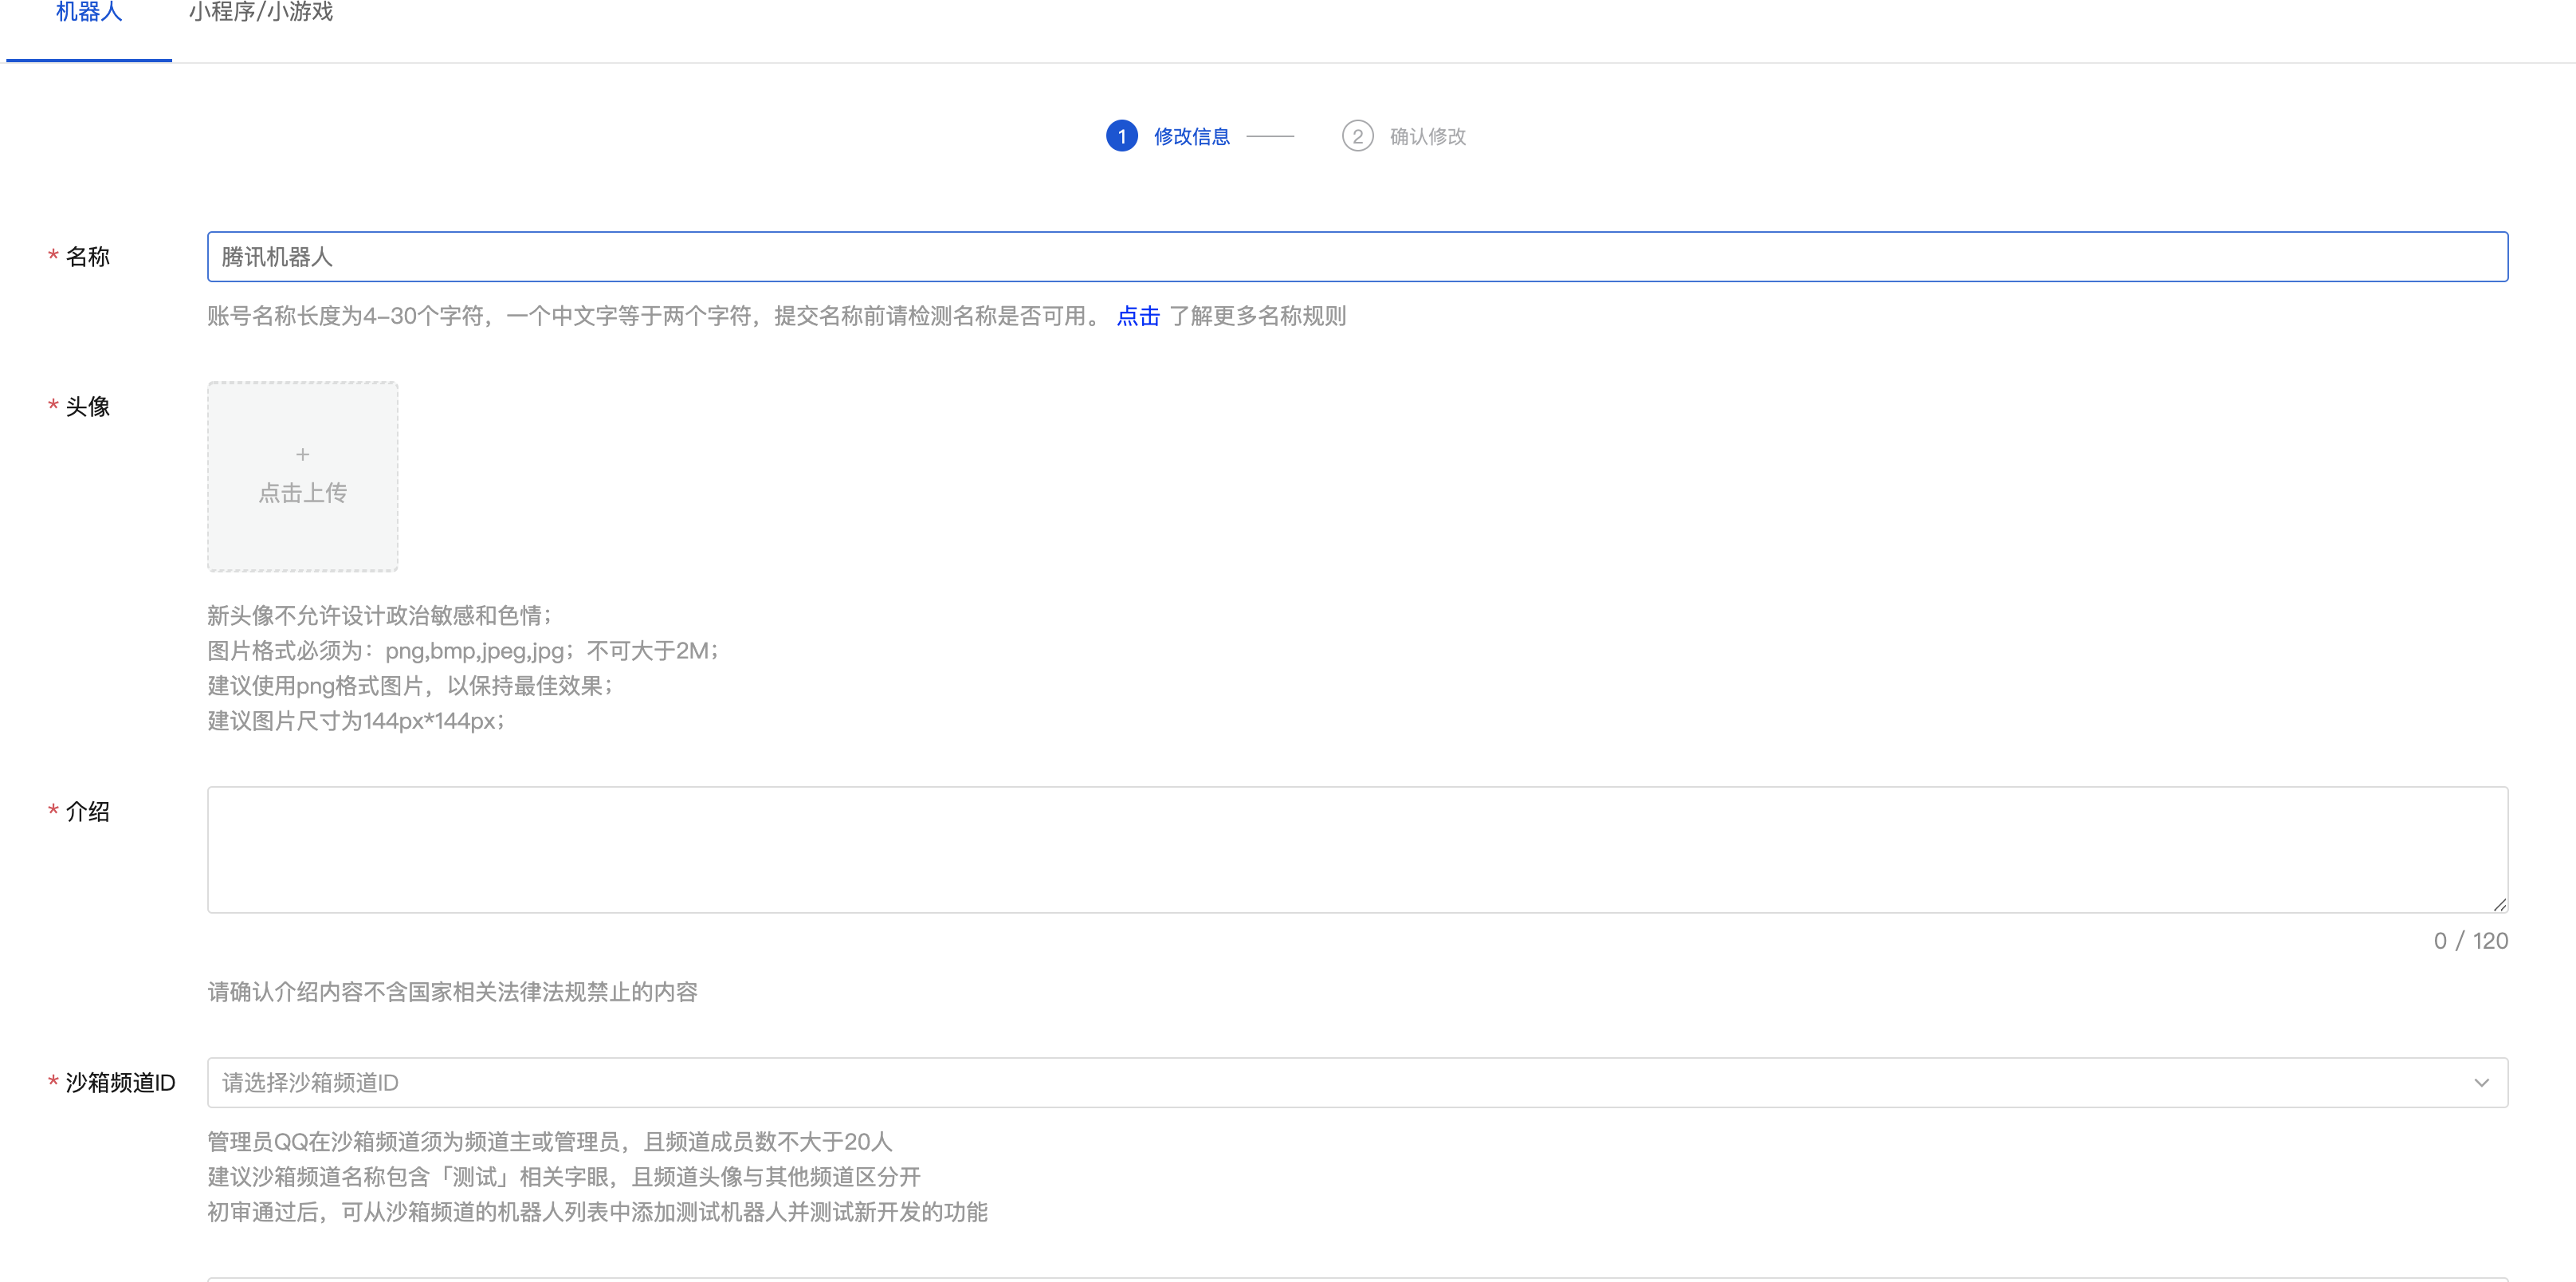 机器人
小程序/小游戏
1 修改信息
2 确认修改
* 名称
腾讯机器人
账号名称长度为4-30个字符，一个中文字等于两个字符，提交名称前请检测名称是否可用。 点击 了解更多名称规则
* 头像
+
点击上传
新头像不允许设计政治敏感和色情；
图片格式必须为：png,bmp,jpeg,jpg；不可大于2M；
建议使用png格式图片，以保持最佳效果；
建议图片尺寸为144px*144px；
* 介绍
0 / 120
请确认介绍内容不含国家相关法律法规禁止的内容
* 沙箱频道ID
请选择沙箱频道ID
管理员QQ在沙箱频道须为频道主或管理员，且频道成员数不大于20人
建议沙箱频道名称包含「测试」相关字眼，且频道头像与其他频道区分开
初审通过后，可从沙箱频道的机器人列表中添加测试机器人并测试新开发的功能